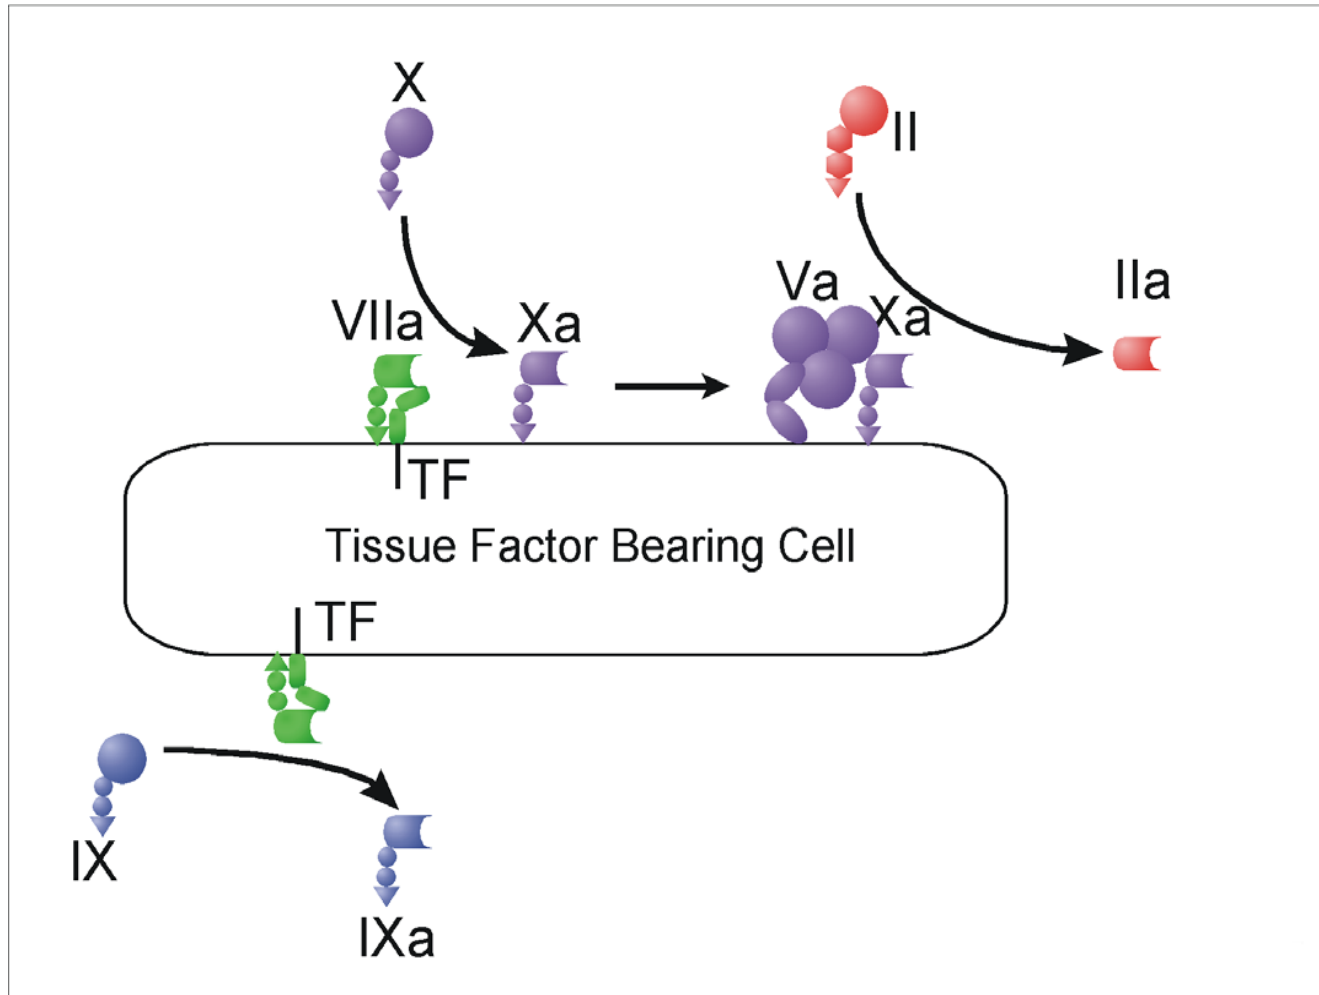 X
II
Va
Xa
IIa
VIIa
Xa
TF
Tissue Factor Bearing Cell
TF
IX
IXa